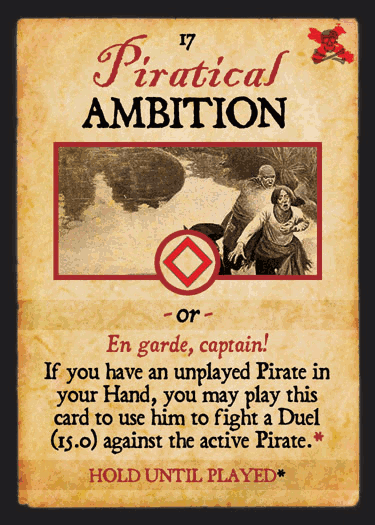 17
Piratical
AMBITION
- or -
En garde, captain!
If you have an unplayed Pirate in
your Hand, you may play this
card to use him to fight a Duel
(15.0) against the active Pirate.*
HOLD UNTIL PLAYED*